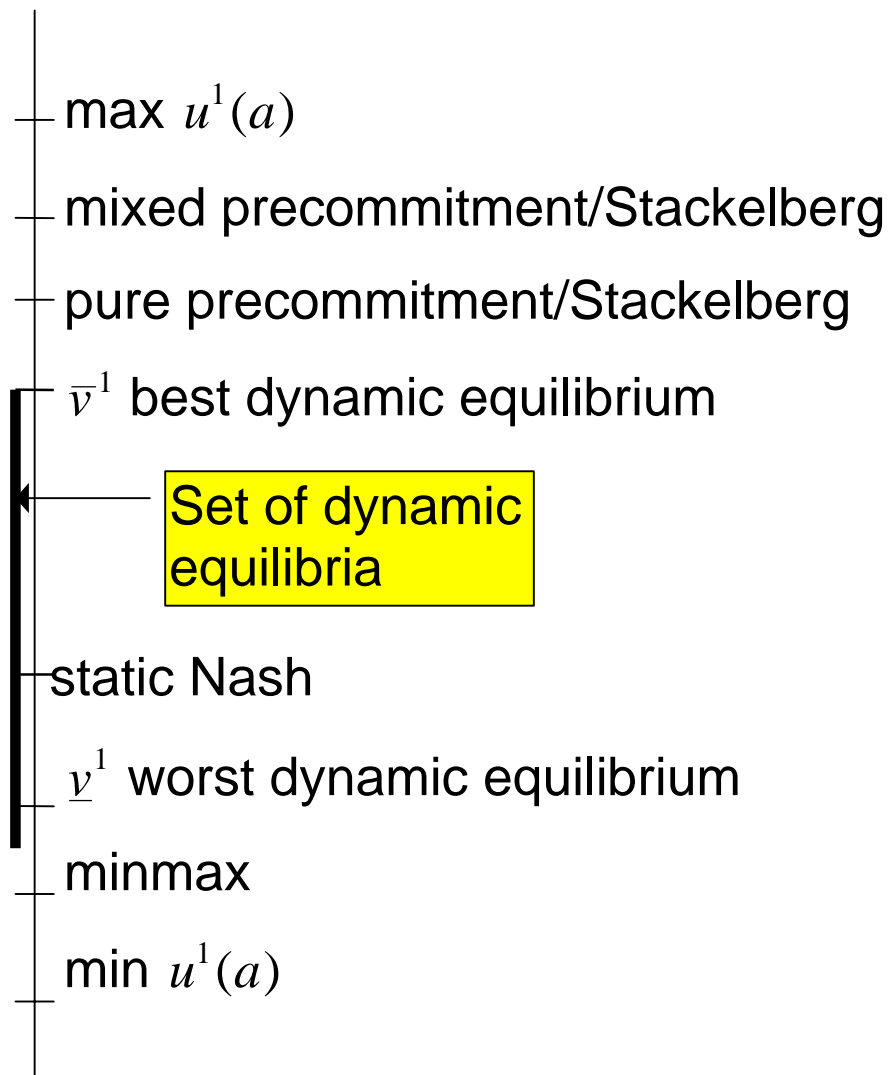 max u¹(a)
mixed precommitment/Stackelberg
pure precommitment/Stackelberg
v̅¹ best dynamic equilibrium
Set of dynamic
equilibria
static Nash
v̲¹ worst dynamic equilibrium
minmax
min u¹(a)